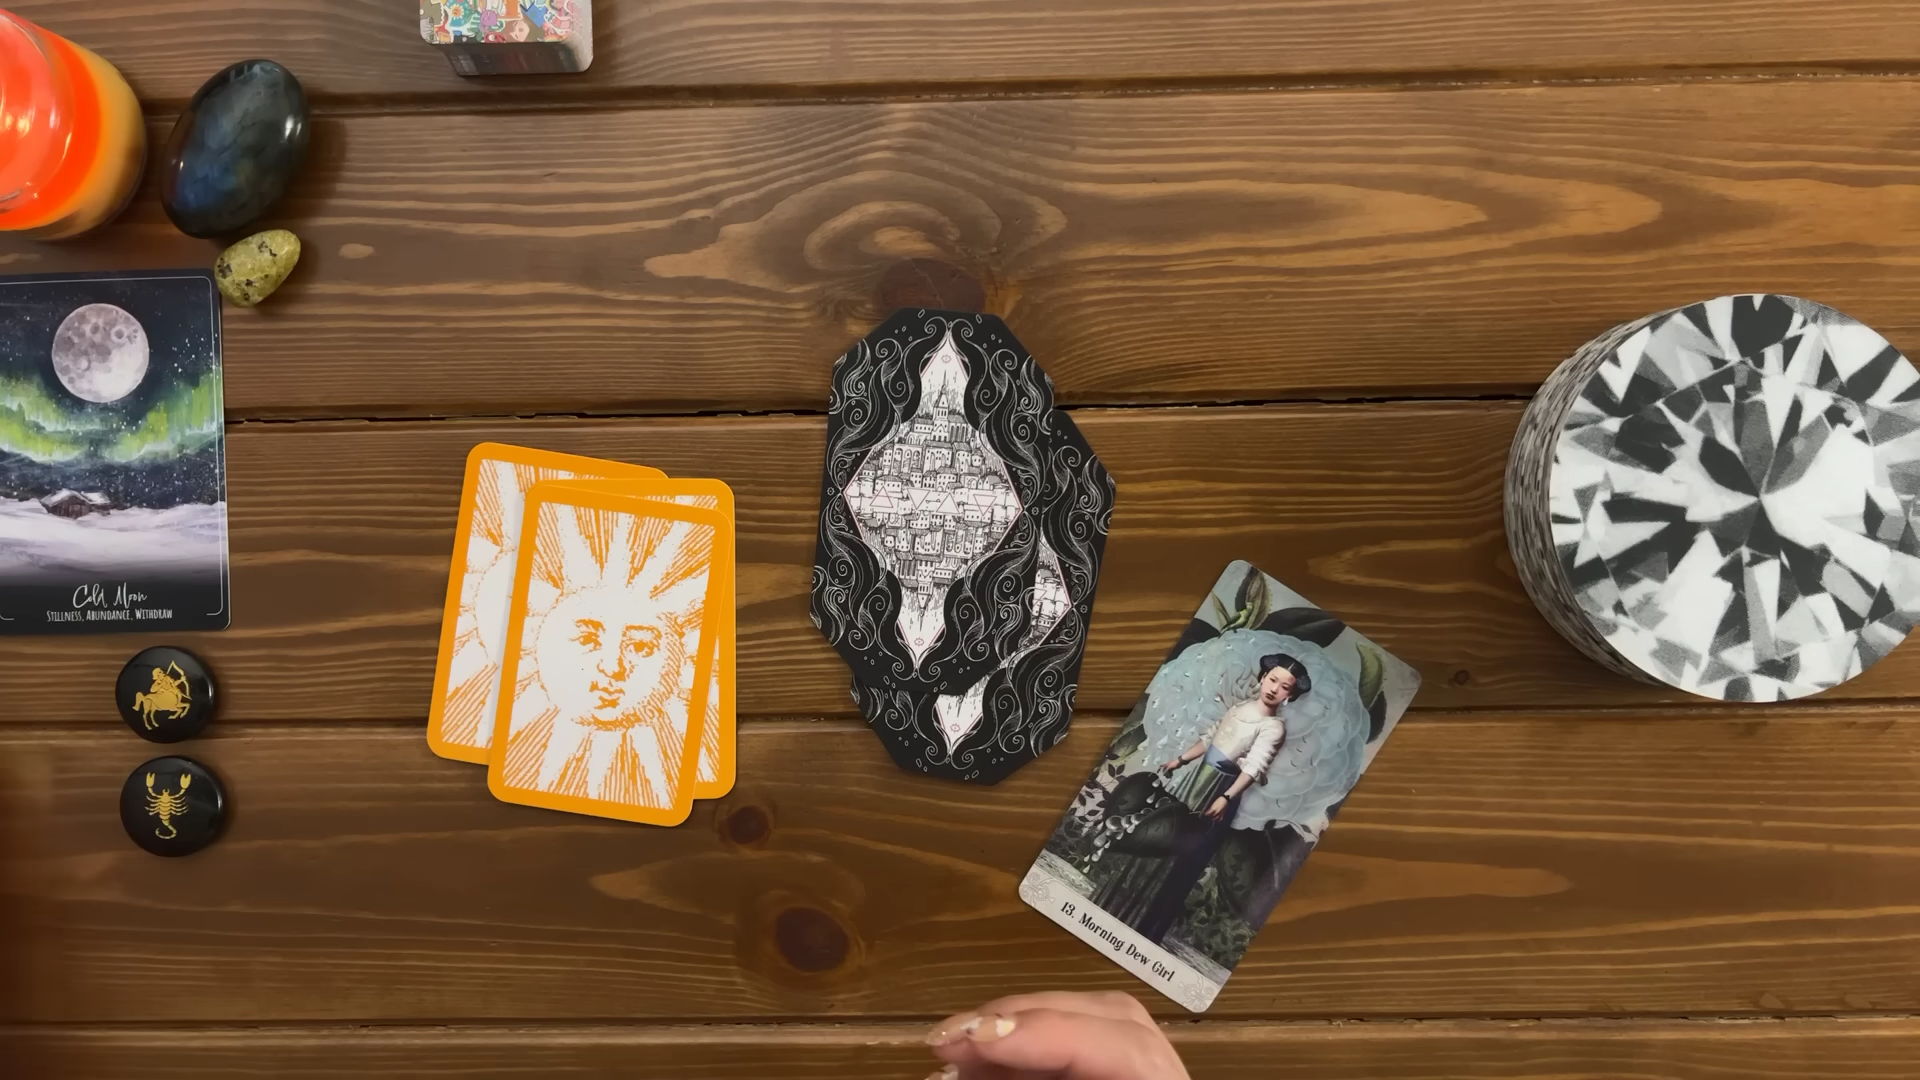 Cold Moon
STILLNESS, ABUNDANCE, WITHDRAW
13. Morning Dew Girl